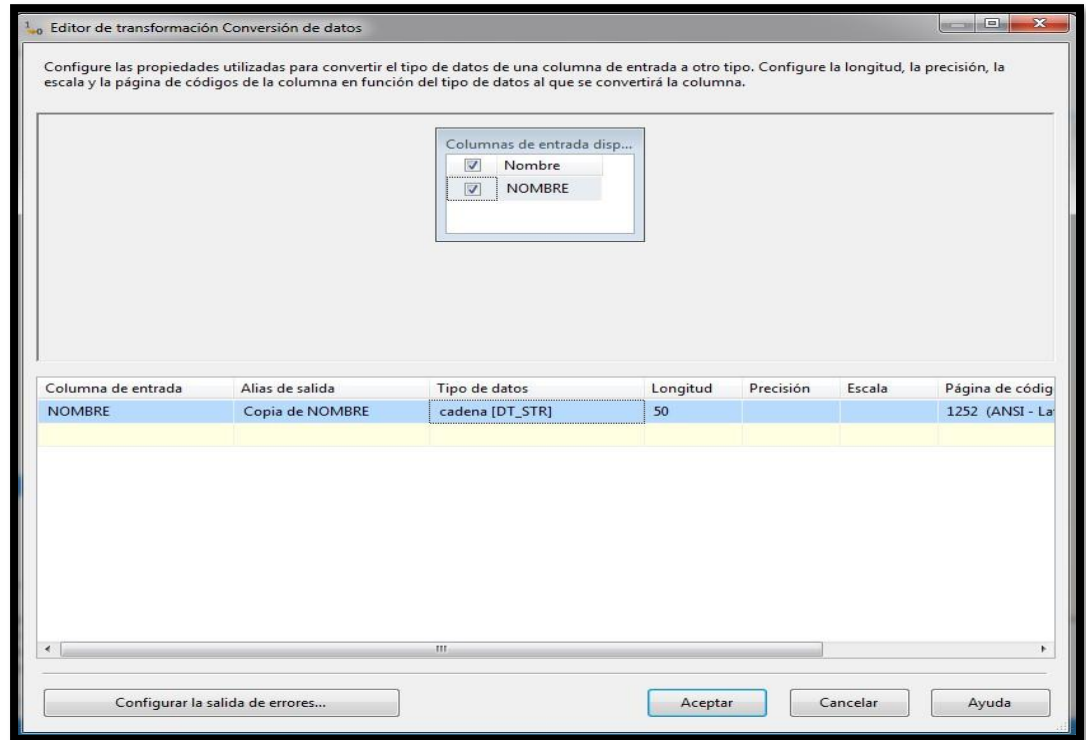 Editor de transformación Conversión de datos
Configure las propiedades utilizadas para convertir el tipo de datos de una columna de entrada a otro tipo. Configure la longitud, la precisión, la
escala y la página de códigos de la columna en función del tipo de datos al que se convertirá la columna.
Columnas de entrada disp...
Nombre
NOMBRE
Columna de entrada Alias de salida Tipo de datos Longitud Precisión Escala Página de códig
NOMBRE Copia de NOMBRE cadena [DT_STR] 50 1252 (ANSI - La
Configurar la salida de errores... Aceptar Cancelar Ayuda